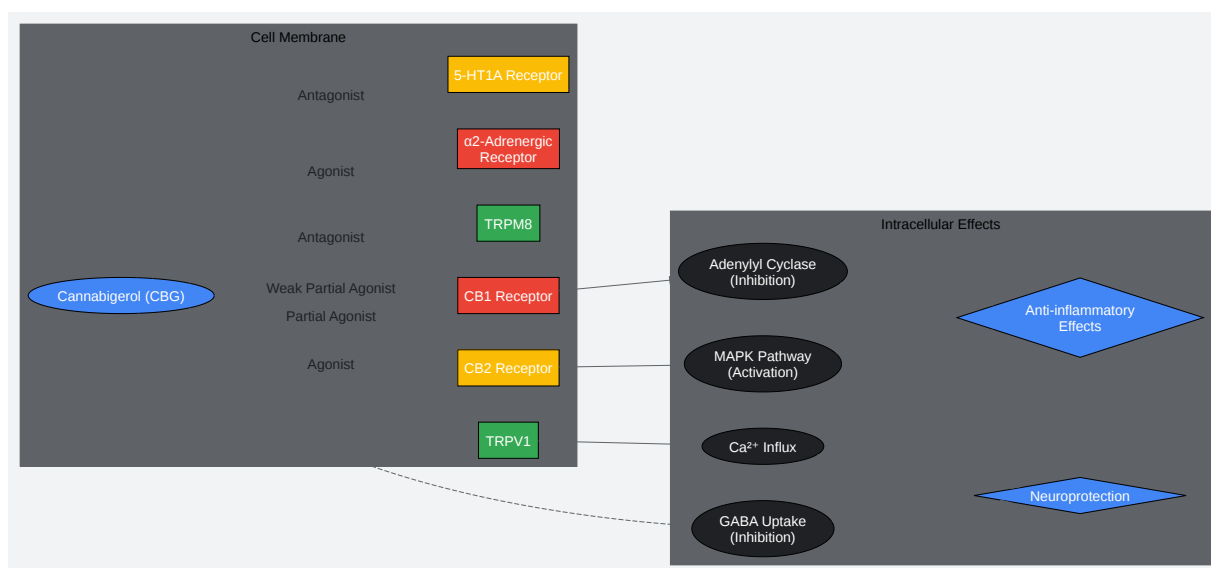 Cell Membrane
5-HT1A Receptor
Antagonist
α2-Adrenergic
Receptor
Agonist
TRPM8
Antagonist
Cannabigerol (CBG)
Weak Partial Agonist
CB1 Receptor
Partial Agonist
Agonist
CB2 Receptor
TRPV1
Intracellular Effects
Adenylyl Cyclase
(Inhibition)
Anti-inflammatory
Effects
MAPK Pathway
(Activation)
Ca²⁺ Influx
Neuroprotection
GABA Uptake
(Inhibition)